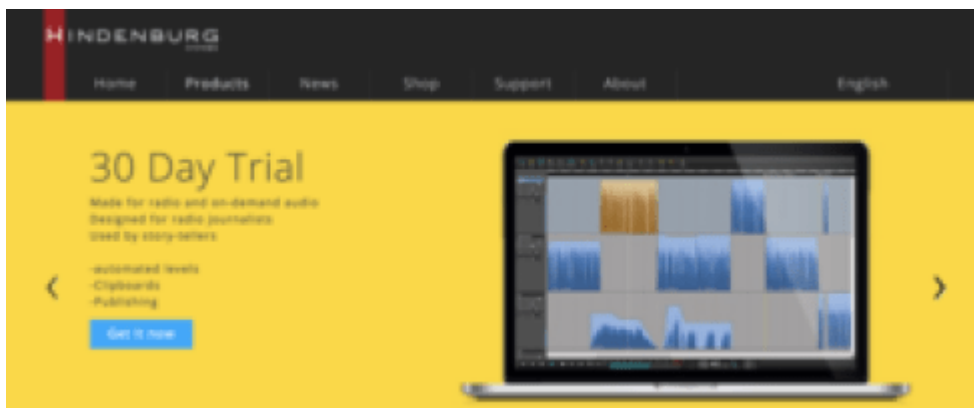 HINDENBURG
Home Products News Shop Support About English
30 Day Trial
Made for radio and on-demand audio
Designed for radio journalists
Used by story-tellers
-automated levels
-Clipboards
-Publishing
Get it now